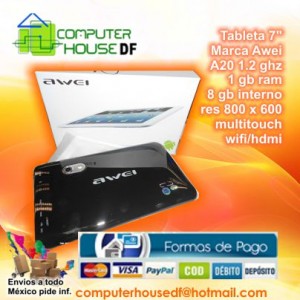 COMPUTER
HOUSE DF
Tableta 7"
Marca Awei
A20 1.2 ghz
1 gb ram
8 gb interno
res 800 x 600
multitouch
wifi/hdmi
awei
awei
Formas de Pago
VISA
PayPal
COD
DÉBITO
DEPÓSITO
Envios a todo
México pide inf.
computerhousedf@hotmail.com